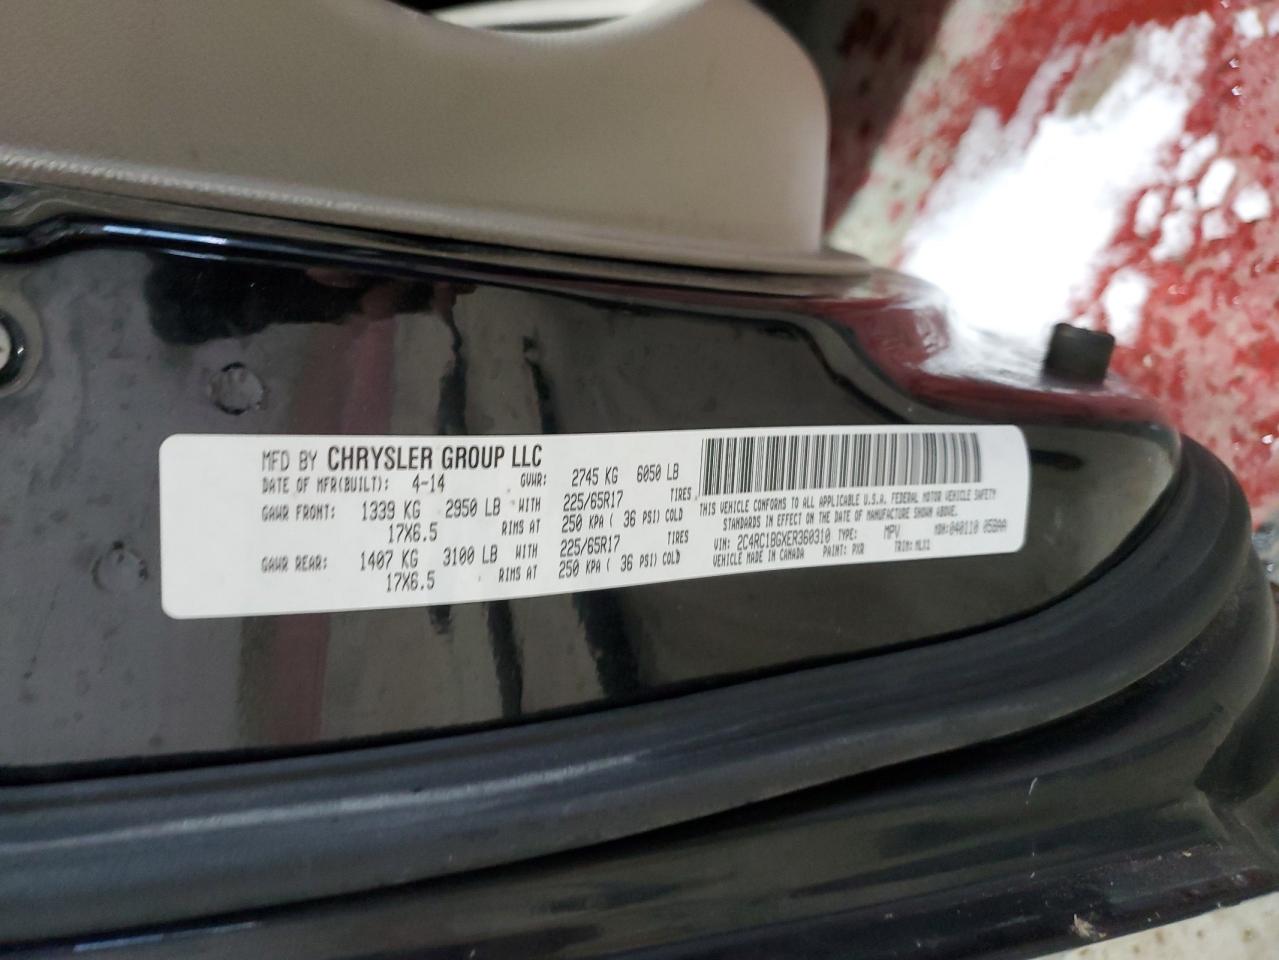 MFD BY CHRYSLER GROUP LLC
DATE OF MFR(BUILT): 4-14 GVWR: 2745 KG 6050 LB
GAWR FRONT: 1339 KG 2950 LB WITH 225/65R17 TIRES
17X6.5 RIMS AT 250 KPA ( 36 PSI) COLD
GAWR REAR: 1407 KG 3100 LB WITH 225/65R17 TIRES
17X6.5 RIMS AT 250 KPA ( 36 PSI) COLD
THIS VEHICLE CONFORMS TO ALL APPLICABLE U.S.A. FEDERAL MOTOR VEHICLE SAFETY
STANDARDS IN EFFECT ON THE DATE OF MANUFACTURE SHOWN ABOVE.
VIN: 2C4RC1BGXER360310 TYPE: MPV MDH: 040110 058AA
VEHICLE MADE IN CANADA PAINT: PXR TRIM: